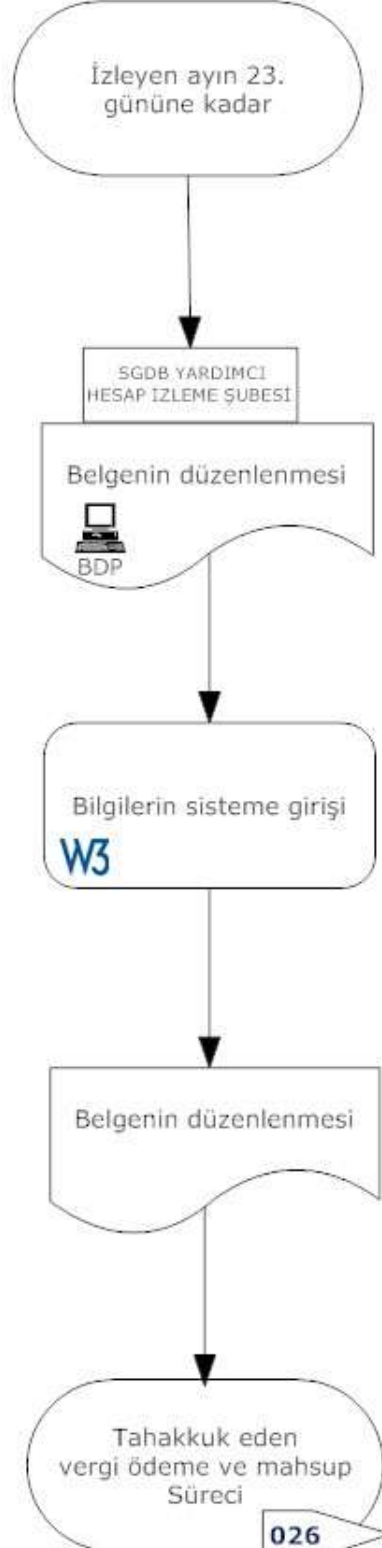 İzleyen ayın 23.
gününe kadar
SGDB YARDIMCI
HESAP İZLEME ŞUBESİ
Belgenin düzenlenmesi
BDP
Bilgilerin sisteme girişi
W3
Belgenin düzenlenmesi
Tahakkuk eden
vergi ödeme ve mahsup
Süreci
026